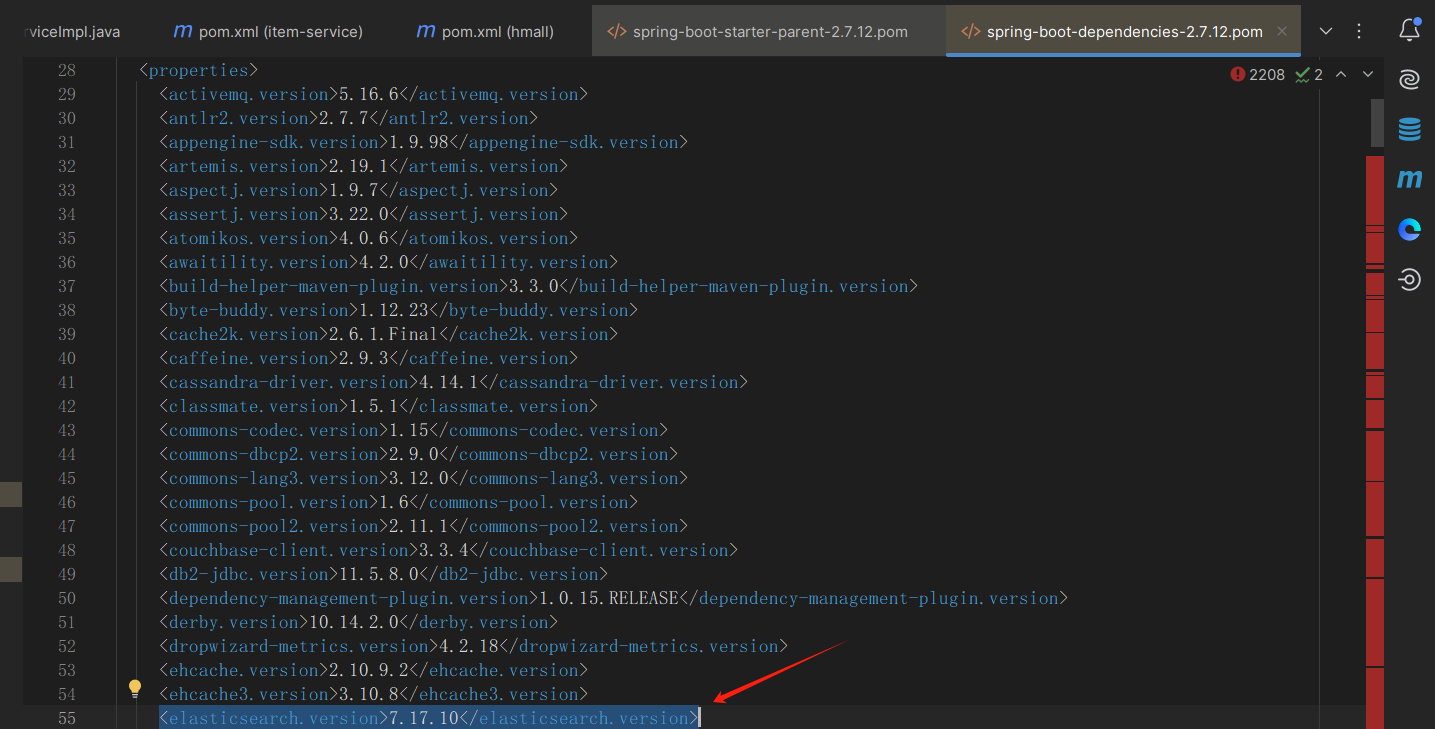 rviceImpl.java
pom.xml (item-service)
pom.xml (hmall)
spring-boot-starter-parent-2.7.12.pom
spring-boot-dependencies-2.7.12.pom
2208 2
28 <properties>
29 <activemq.version>5.16.6</activemq.version>
30 <antlr2.version>2.7.7</antlr2.version>
31 <appengine-sdk.version>1.9.98</appengine-sdk.version>
32 <artemis.version>2.19.1</artemis.version>
33 <aspectj.version>1.9.7</aspectj.version>
34 <assertj.version>3.22.0</assertj.version>
35 <atomikos.version>4.0.6</atomikos.version>
36 <awaitility.version>4.2.0</awaitility.version>
37 <build-helper-maven-plugin.version>3.3.0</build-helper-maven-plugin.version>
38 <byte-buddy.version>1.12.23</byte-buddy.version>
39 <cache2k.version>2.6.1.Final</cache2k.version>
40 <caffeine.version>2.9.3</caffeine.version>
41 <cassandra-driver.version>4.14.1</cassandra-driver.version>
42 <classmate.version>1.5.1</classmate.version>
43 <commons-codec.version>1.15</commons-codec.version>
44 <commons-dbcp2.version>2.9.0</commons-dbcp2.version>
45 <commons-lang3.version>3.12.0</commons-lang3.version>
46 <commons-pool.version>1.6</commons-pool.version>
47 <commons-pool2.version>2.11.1</commons-pool2.version>
48 <couchbase-client.version>3.3.4</couchbase-client.version>
49 <db2-jdbc.version>11.5.8.0</db2-jdbc.version>
50 <dependency-management-plugin.version>1.0.15.RELEASE</dependency-management-plugin.version>
51 <derby.version>10.14.2.0</derby.version>
52 <dropwizard-metrics.version>4.2.18</dropwizard-metrics.version>
53 <ehcache.version>2.10.9.2</ehcache.version>
54 <ehcache3.version>3.10.8</ehcache3.version>
55 <elasticsearch.version>7.17.10</elasticsearch.version>